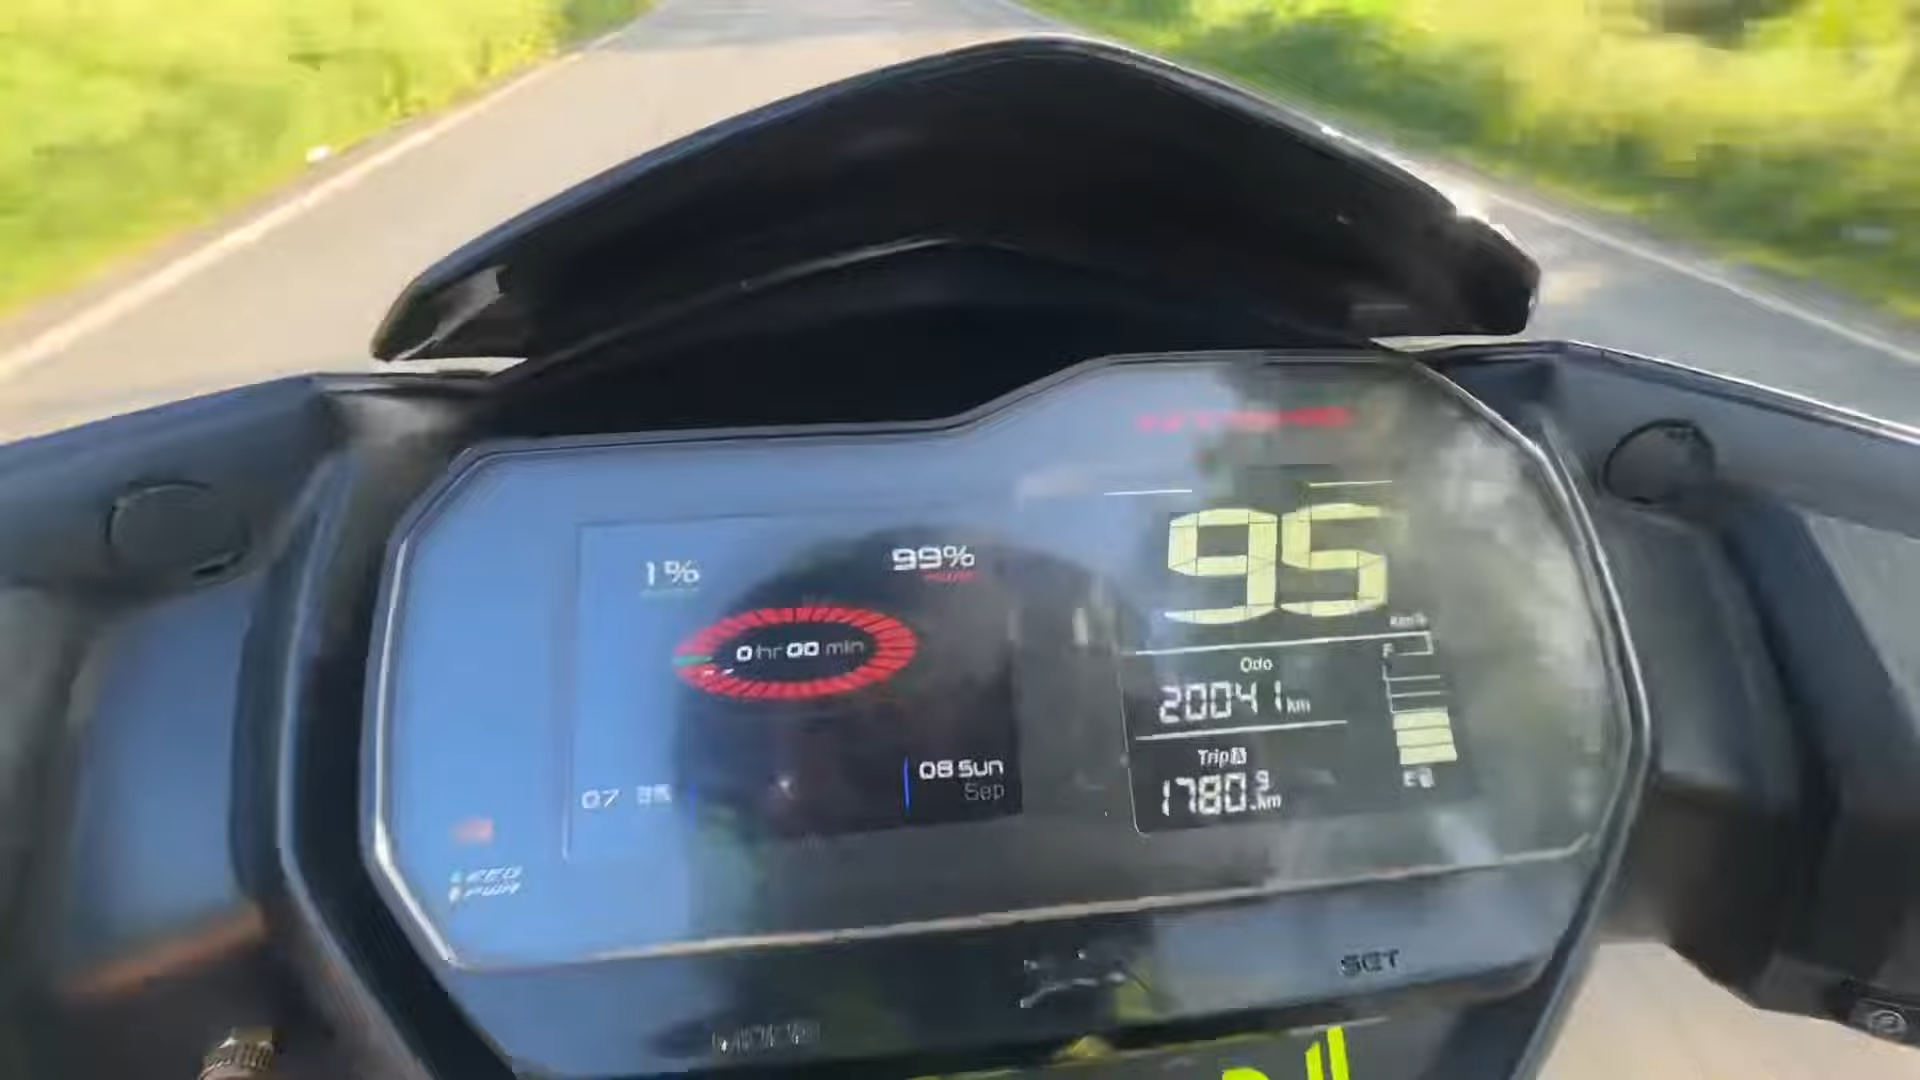 1%
99%
95
km/h
0 hr 00 min
F
Odo
20041 km
Trip A
1780.9 km
E
07
08 Sun
Sep
SET